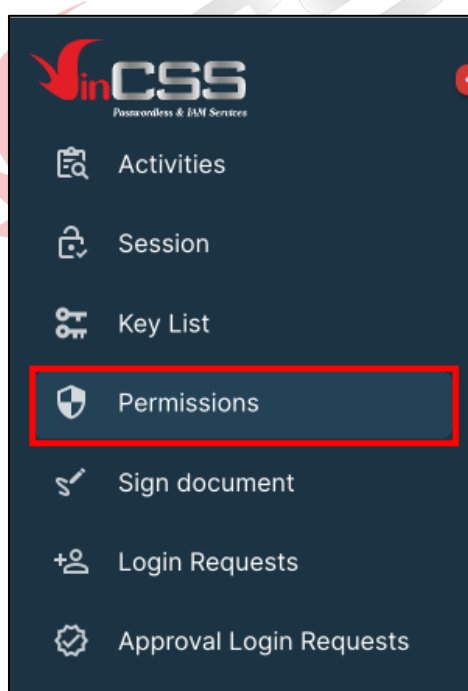 VinCSS
Passwordless & IAM Services
Activities
Session
Key List
Permissions
Sign document
Login Requests
Approval Login Requests